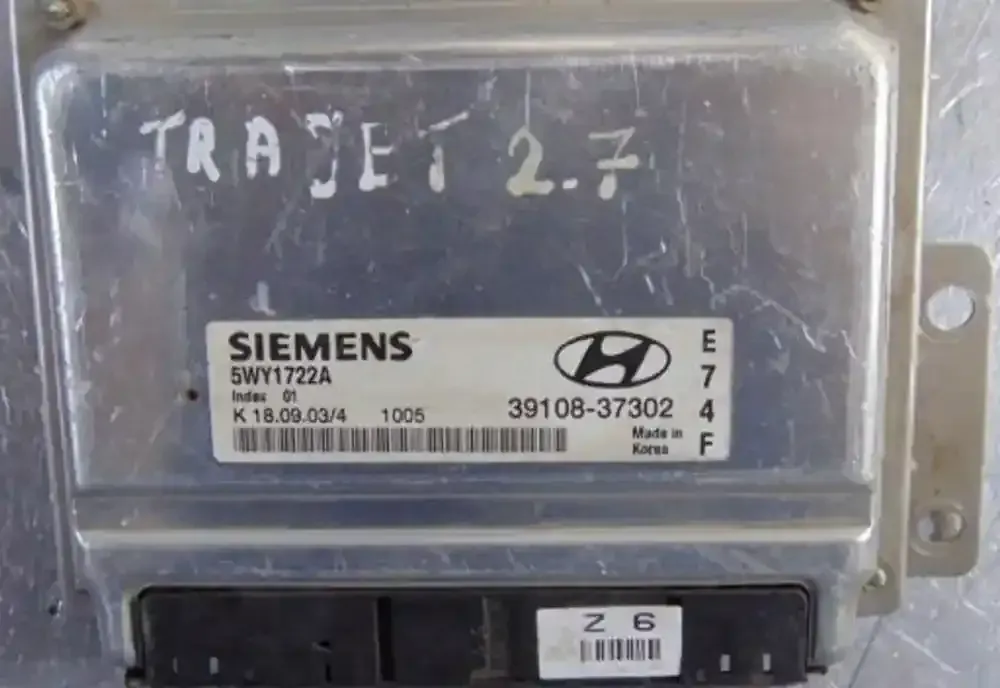 TRAJET 2.7
SIEMENS
5WY1722A
Index 01
K 18.09.03/4 1005
39108-37302
Made in
Korea
E
7
4
F
Z 6